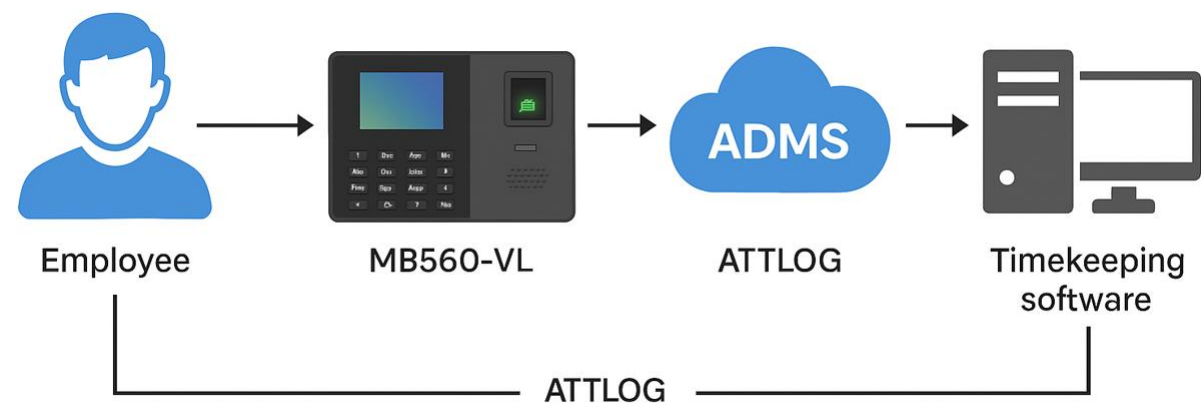 ADMS
Employee
MB560-VL
ATTLOG
Timekeeping
software
ATTLOG